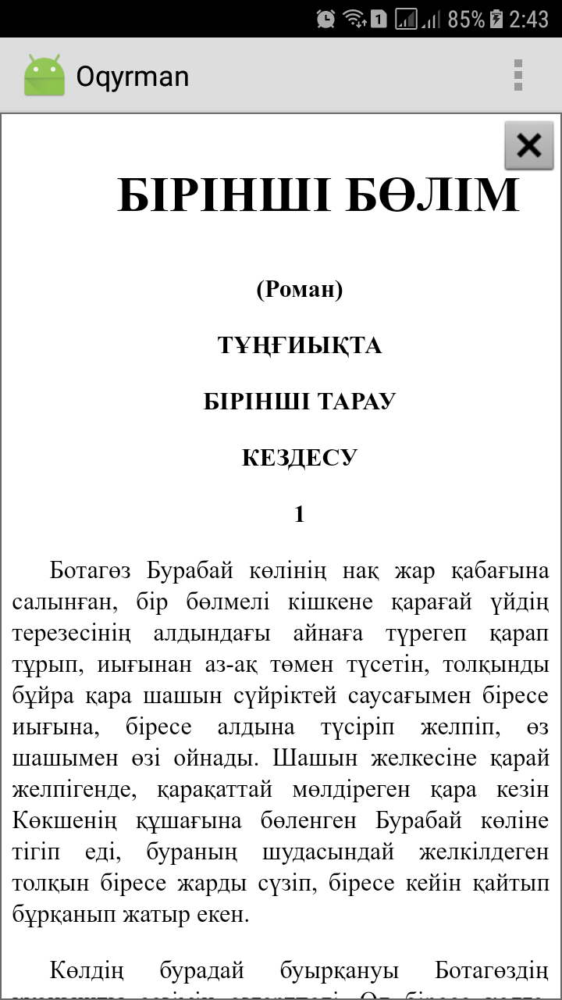 1 85% 2:43
Oqyrman
БІРІНШІ БӨЛІМ
(Роман)
ТҰҢҒИЫҚТА
БІРІНШІ ТАРАУ
КЕЗДЕСУ
1
Ботагөз Бурабай көлінің нақ жар қабағына
салынған, бір бөлмелі кішкене қарағай үйдің
терезесінің алдындағы айнаға түрегеп қарап
тұрып, иығынан аз-ақ төмен түсетін, толқынды
бұйра қара шашын сүйріктей саусағымен біресе
иығына, біресе алдына түсіріп желпіп, өз
шашымен өзі ойнады. Шашын желкесіне қарай
желпігенде, қарақаттай мөлдіреген қара кезін
Көкшенің құшағына бөленген Бурабай көліне
тігіп еді, бураның шудасындай желкілдеген
толқын біресе жарды сүзіп, біресе кейін қайтып
бұрқанып жатыр екен.
Көлдің бурадай буырқануы Ботагөздің